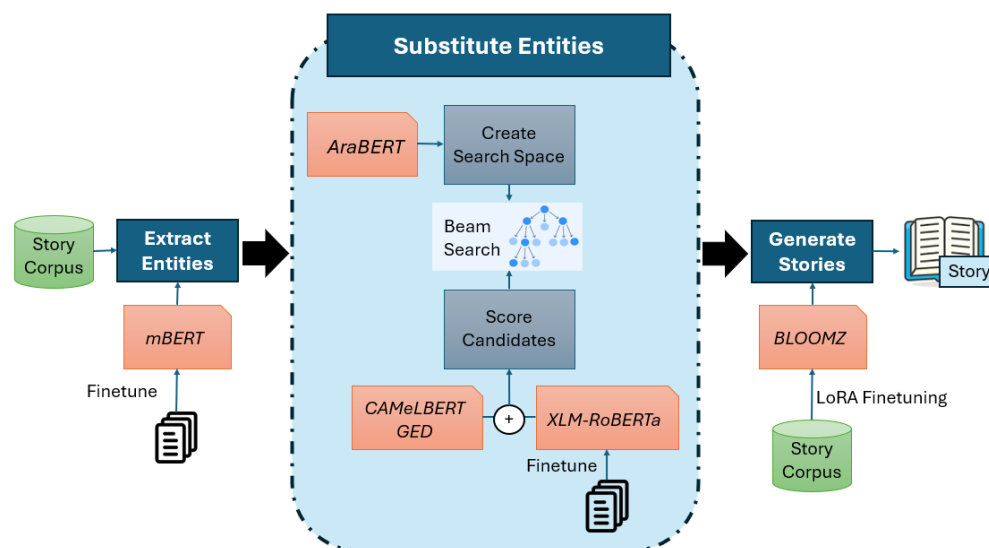 Substitute Entities
AraBERT
Create
Search Space
Beam
Search
Story
Corpus
Extract
Entities
Generate
Stories
Story
mBERT
Score
Candidates
BLOOMZ
Finetune
CAMeLBERT
GED
+
XLM-RoBERTa
LoRA Finetuning
Finetune
Story
Corpus